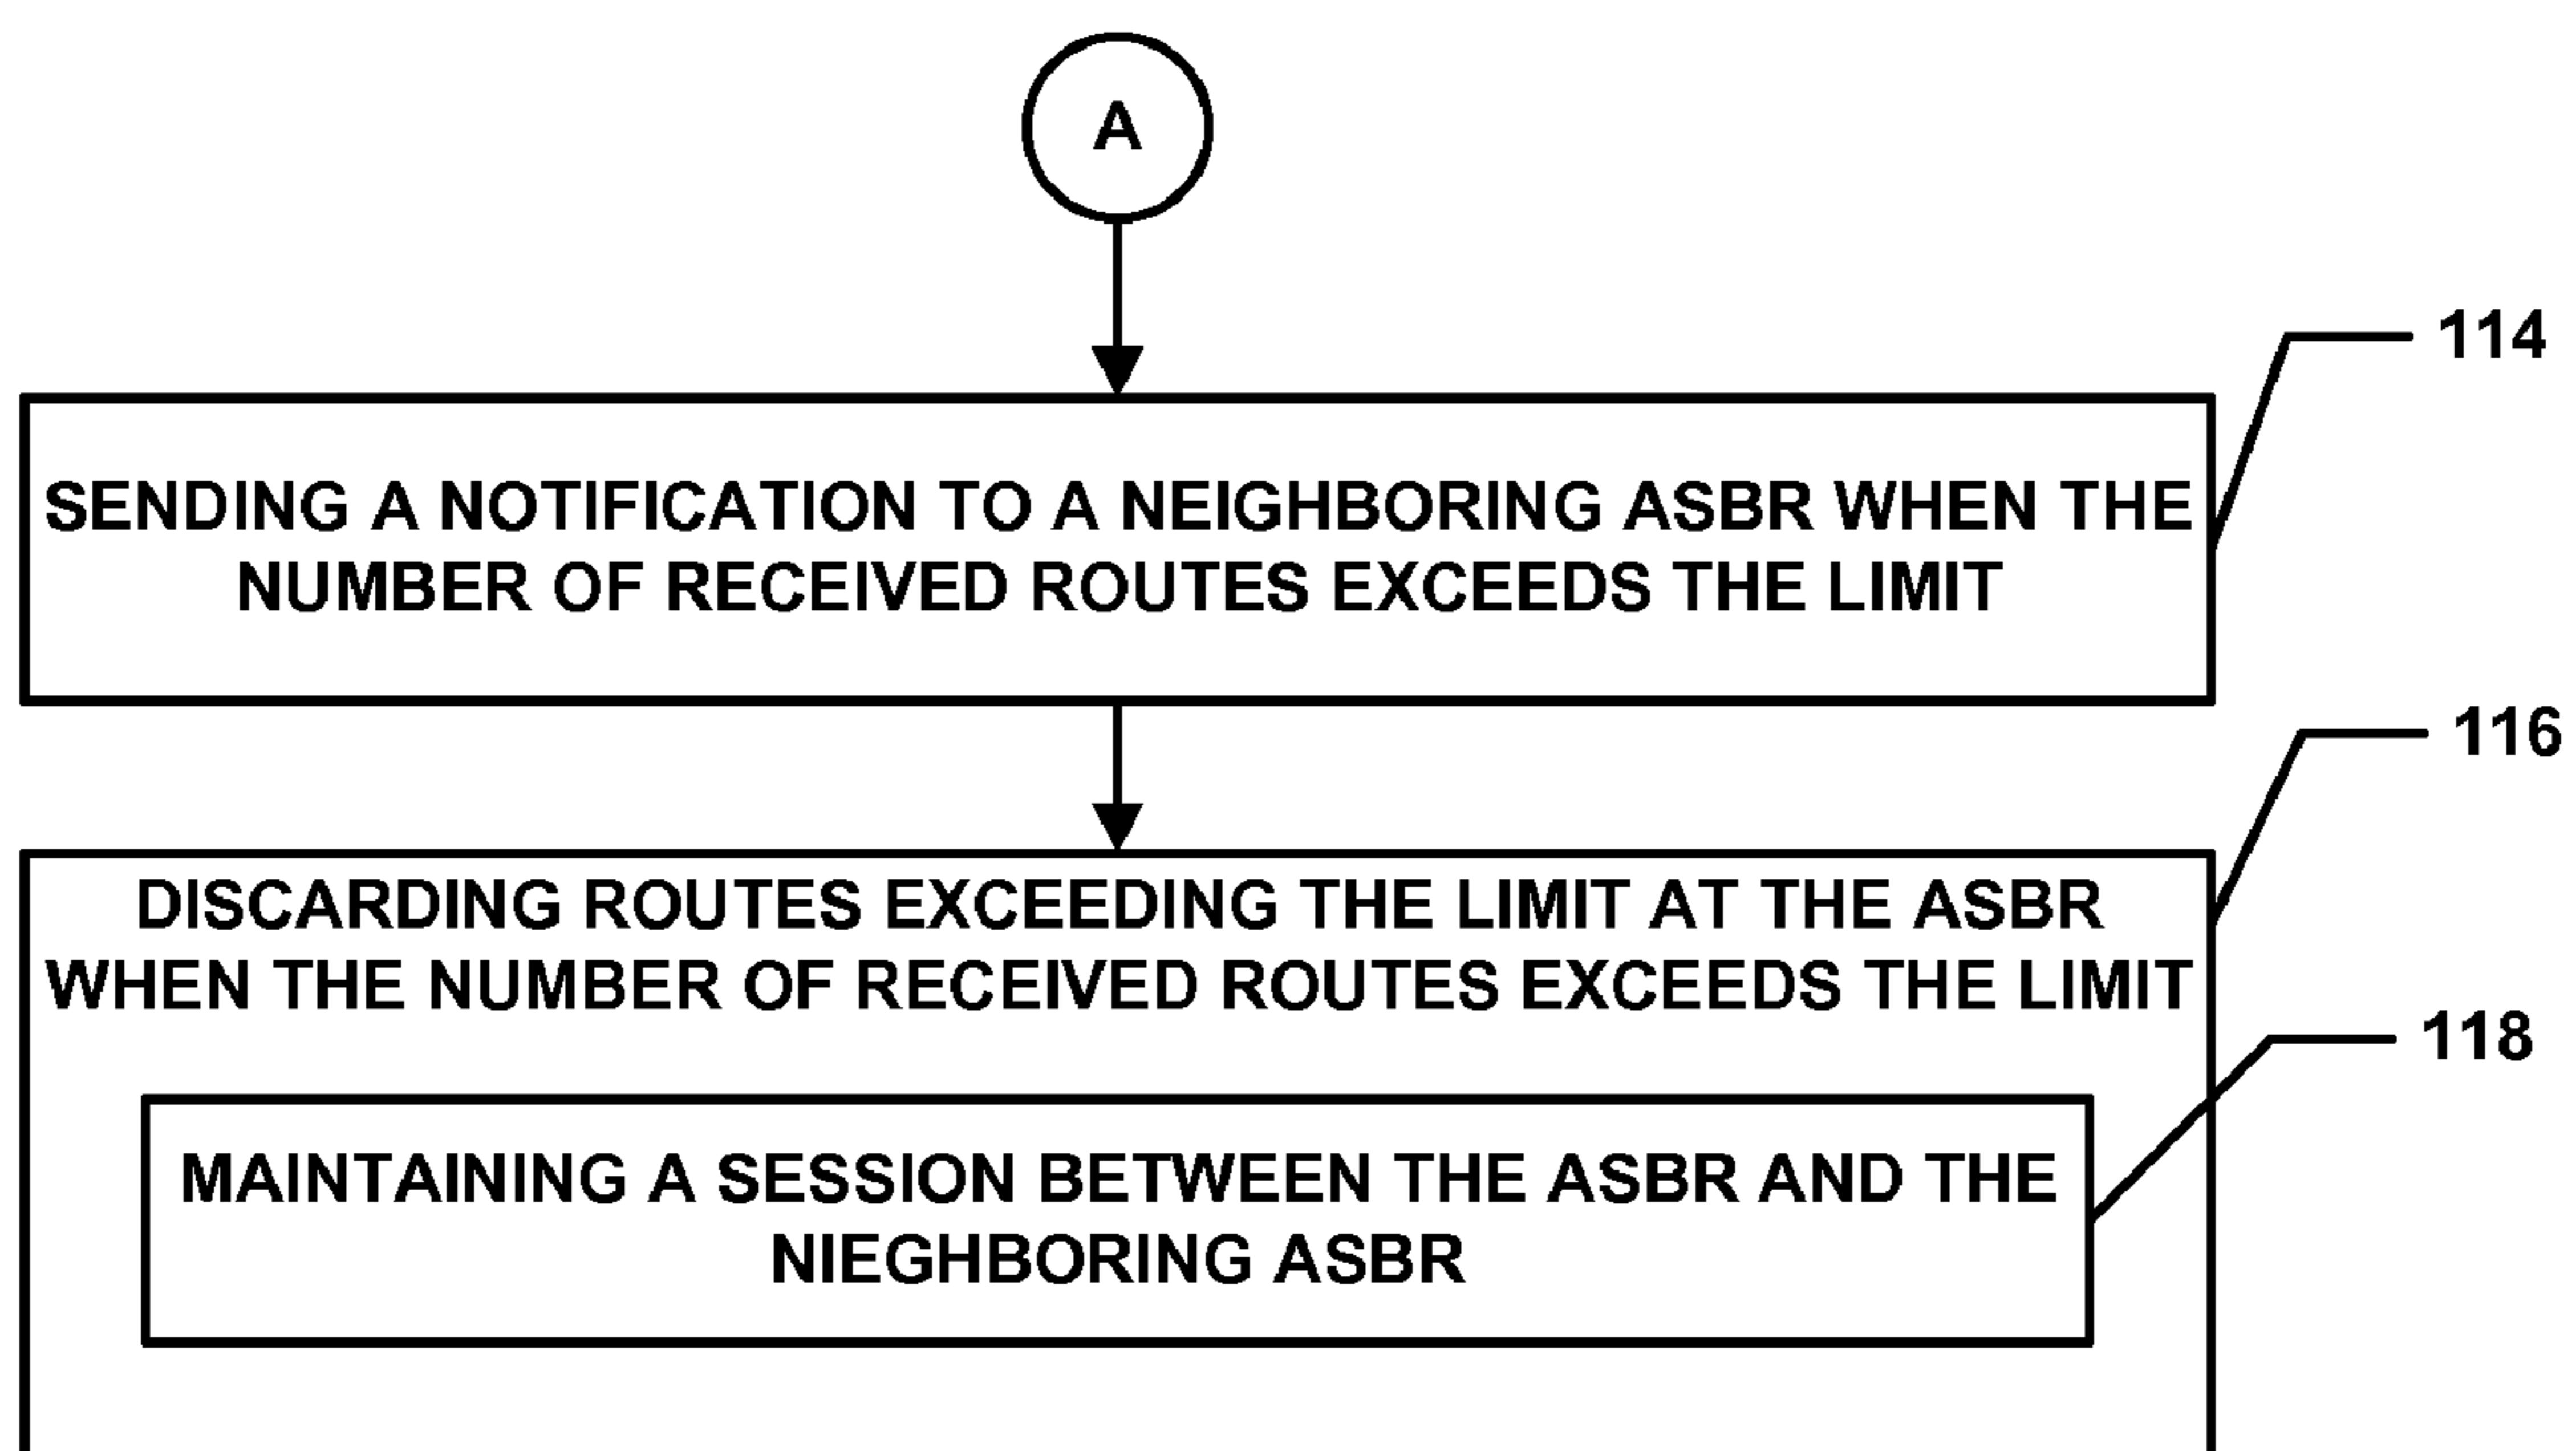 A
114
SENDING A NOTIFICATION TO A NEIGHBORING ASBR WHEN THE
NUMBER OF RECEIVED ROUTES EXCEEDS THE LIMIT
116
DISCARDING ROUTES EXCEEDING THE LIMIT AT THE ASBR
WHEN THE NUMBER OF RECEIVED ROUTES EXCEEDS THE LIMIT
118
MAINTAINING A SESSION BETWEEN THE ASBR AND THE
NIEGHBORING ASBR